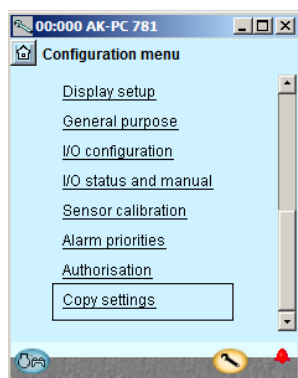 00:000 AK-PC 781
Configuration menu
Display setup
General purpose
I/O configuration
I/O status and manual
Sensor calibration
Alarm priorities
Authorisation
Copy settings